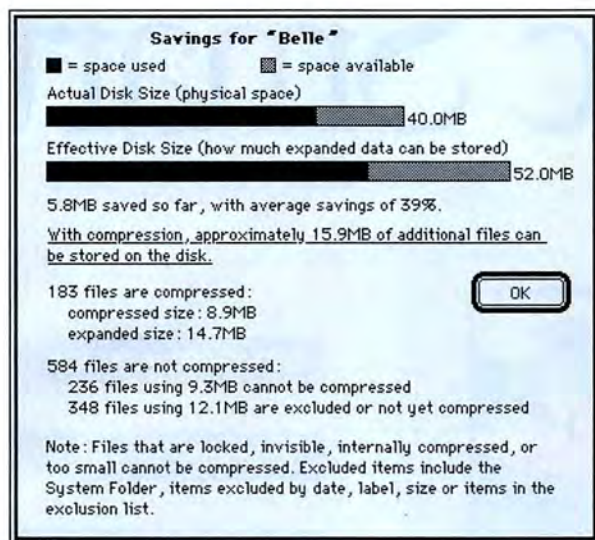 Savings for "Belle"
= space used = space available
Actual Disk Size (physical space)
40.0MB
Effective Disk Size (how much expanded data can be stored)
52.0MB
5.8MB saved so far, with average savings of 39%.
With compression, approximately 15.9MB of additional files can
be stored on the disk.
183 files are compressed:
compressed size: 8.9MB
expanded size: 14.7MB
OK
584 files are not compressed:
236 files using 9.3MB cannot be compressed
348 files using 12.1MB are excluded or not yet compressed
Note: Files that are locked, invisible, internally compressed, or
too small cannot be compressed. Excluded items include the
System Folder, items excluded by date, label, size or items in the
exclusion list.